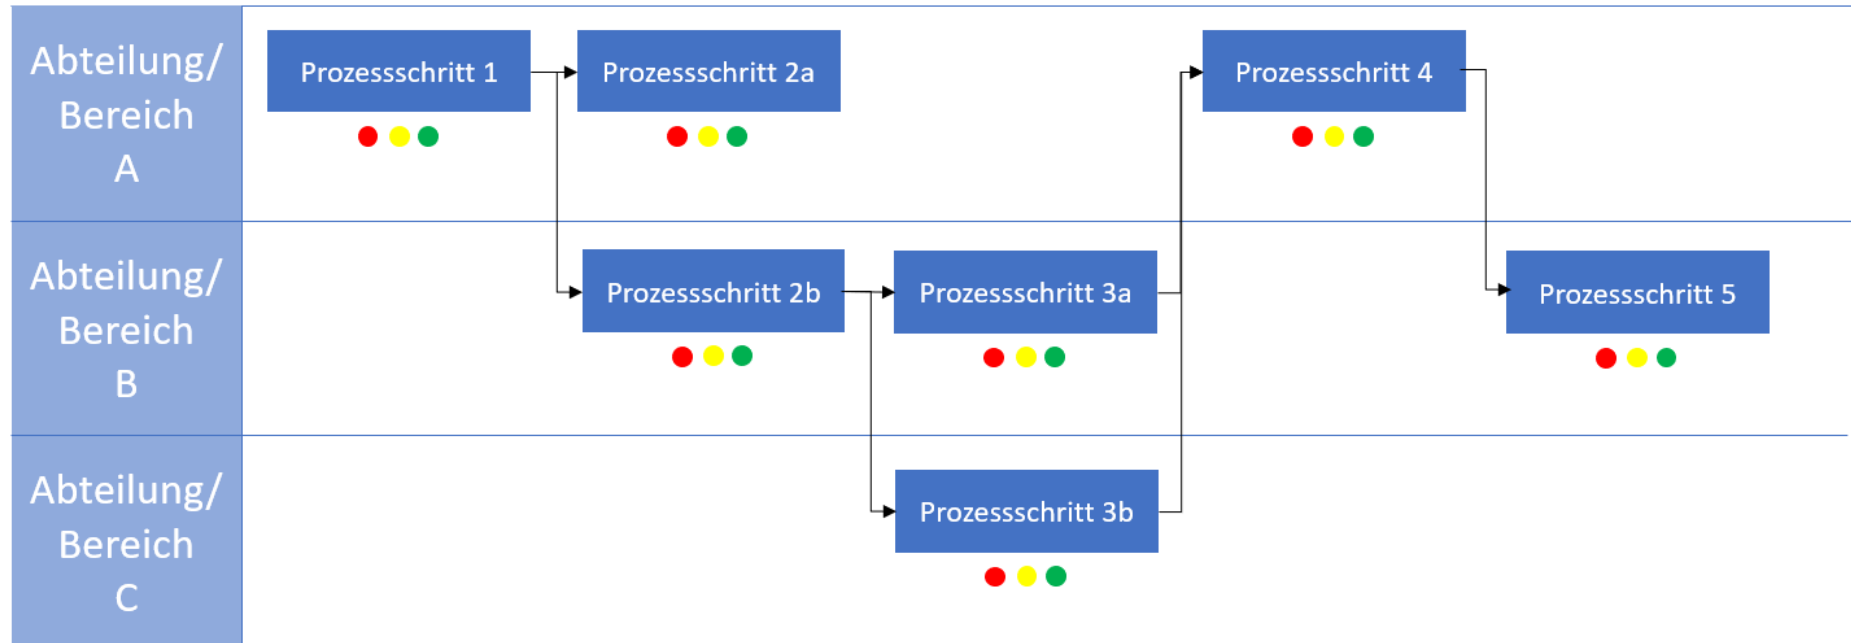 Abteilung/
Bereich
A
Prozessschritt 1
Prozessschritt 2a
Prozessschritt 4
Abteilung/
Bereich
B
Prozessschritt 2b
Prozessschritt 3a
Prozessschritt 5
Abteilung/
Bereich
C
Prozessschritt 3b